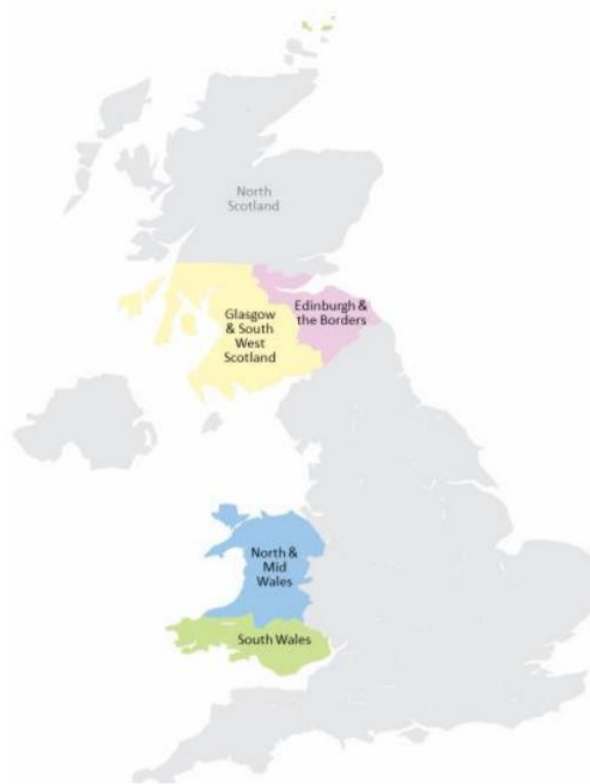 North
Scotland
Edinburgh &
the Borders
Glasgow
& South
West
Scotland
North &
Mid
Wales
South Wales